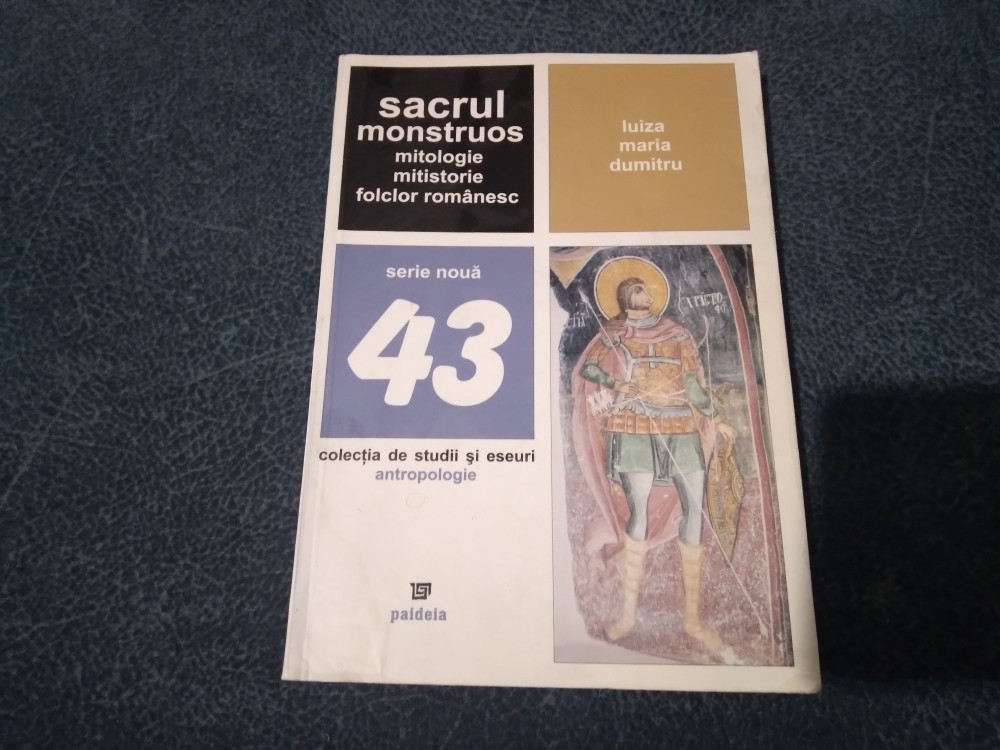 sacrul
monstruos
mitologie
mitistorie
folclor românesc
luiza
maria
dumitru
serie nouă
43
colecția de studii și eseuri
antropologie
paideia